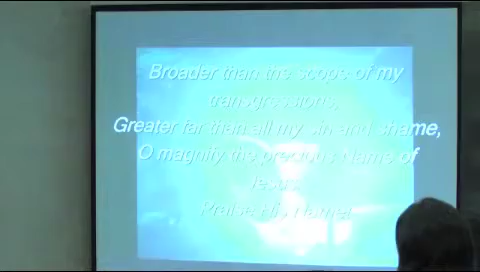 Broader than the scope of my
transgressions,
Greater far than all my sin and shame,
O magnify the precious Name of
Jesus
Praise His Name!